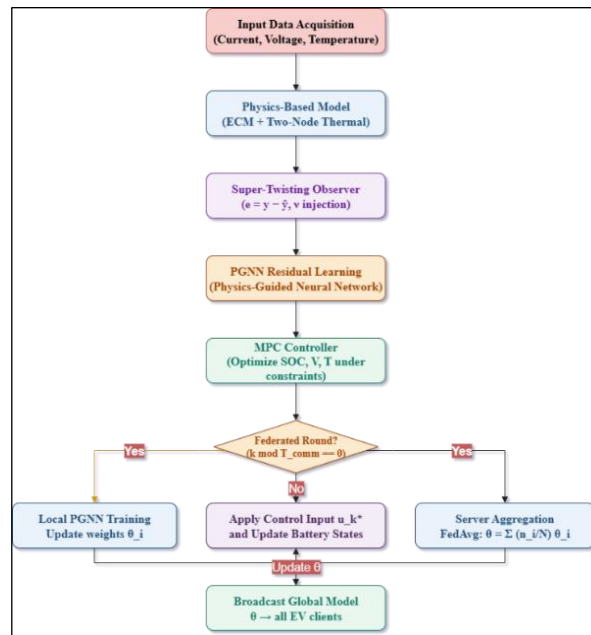 Input Data Acquisition
(Current, Voltage, Temperature)
Physics-Based Model
(ECM + Two-Node Thermal)
Super-Twisting Observer
(e = y − ŷ, ν injection)
PGNN Residual Learning
(Physics-Guided Neural Network)
MPC Controller
(Optimize SOC, V, T under
constraints)
Federated Round?
(k mod T_comm == 0)
Yes
Yes
No
Local PGNN Training
Update weights θ_i
Apply Control Input u_k*
and Update Battery States
Server Aggregation
FedAvg: θ = Σ (n_i/N) θ_i
Update θ
Broadcast Global Model
θ → all EV clients